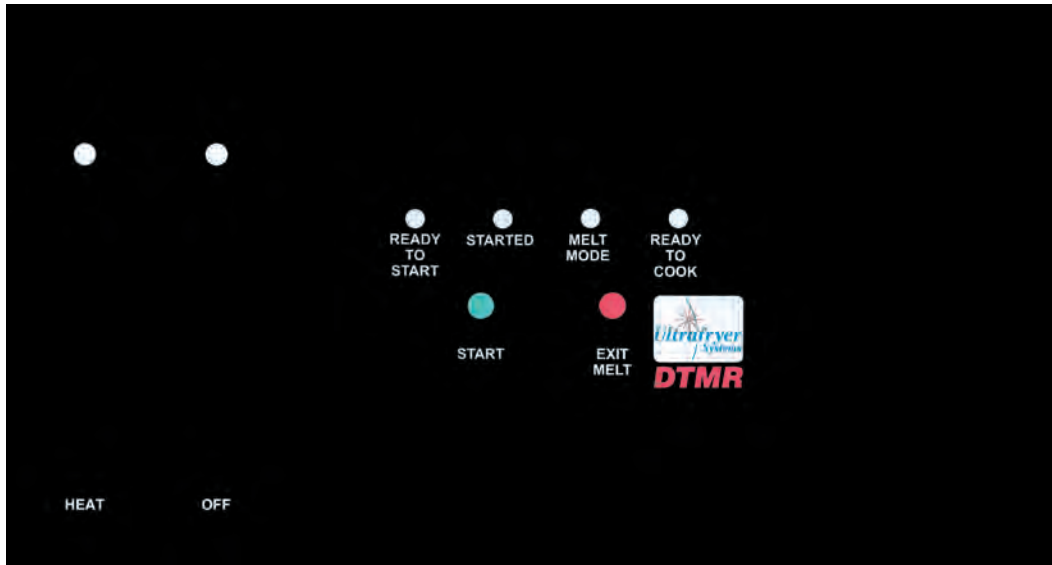 READY
TO
START
STARTED
MELT
MODE
READY
TO
COOK
START
EXIT
MELT
Ultrafryer
Systems
DTMR
HEAT
OFF